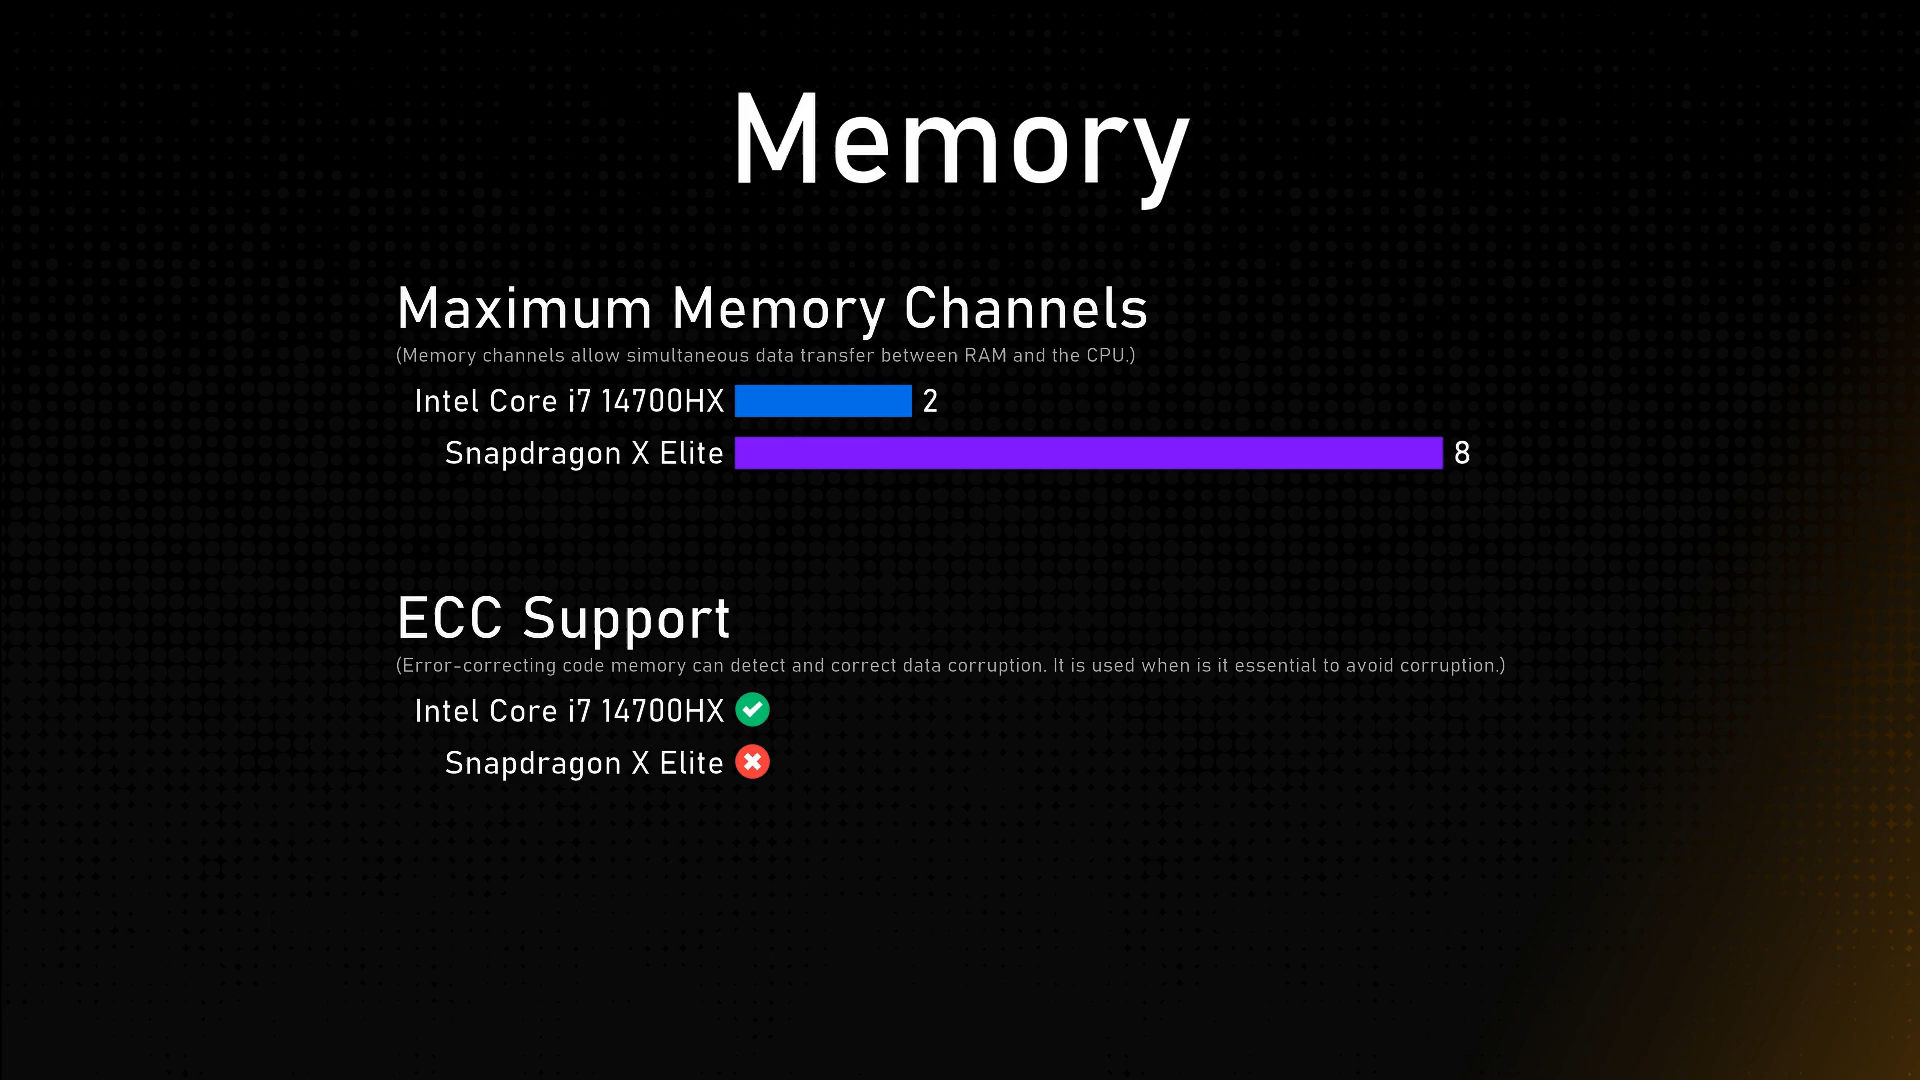 Memory
Maximum Memory Channels
(Memory channels allow simultaneous data transfer between RAM and the CPU.)
Intel Core i7 14700HX 2
Snapdragon X Elite 8
ECC Support
(Error-correcting code memory can detect and correct data corruption. It is used when is it essential to avoid corruption.)
Intel Core i7 14700HX
Snapdragon X Elite